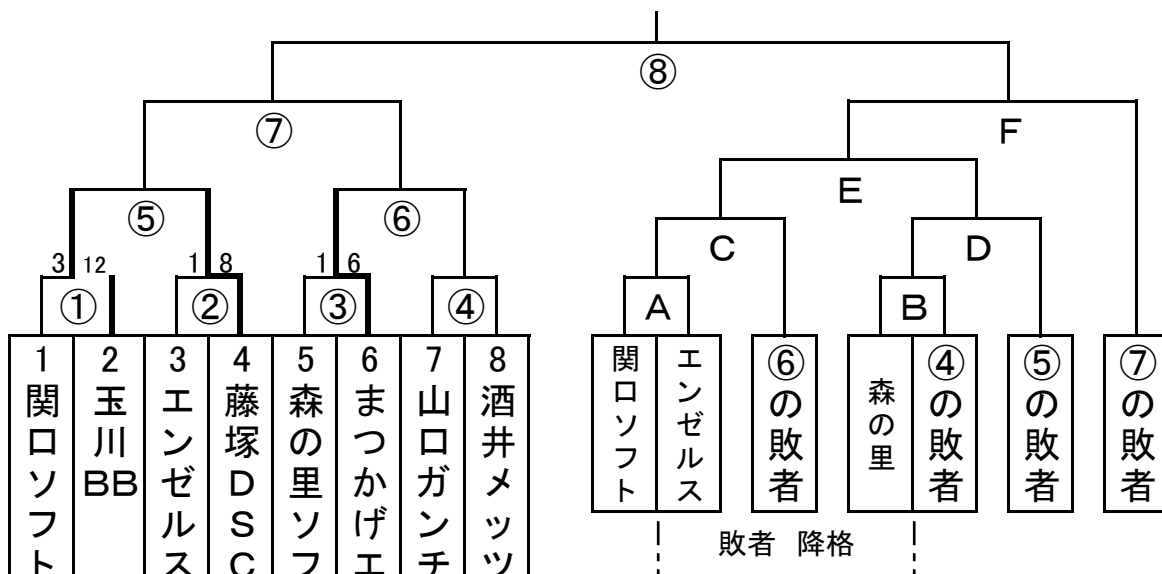 ⑧
⑦
F
E
⑤
⑥
C
D
3 12
1 8
1 6
①
②
③
④
A
B
1
関口ソフト
2
玉川BB
3
エンゼルス
4
藤塚DSC
5
森の里ソフ
6
まつかげエ
7
山口ガンチ
8
酒井メッツ
関口ソフト
エンゼルス
⑥の敗者
森の里
④の敗者
⑤の敗者
⑦の敗者
敗者 降格